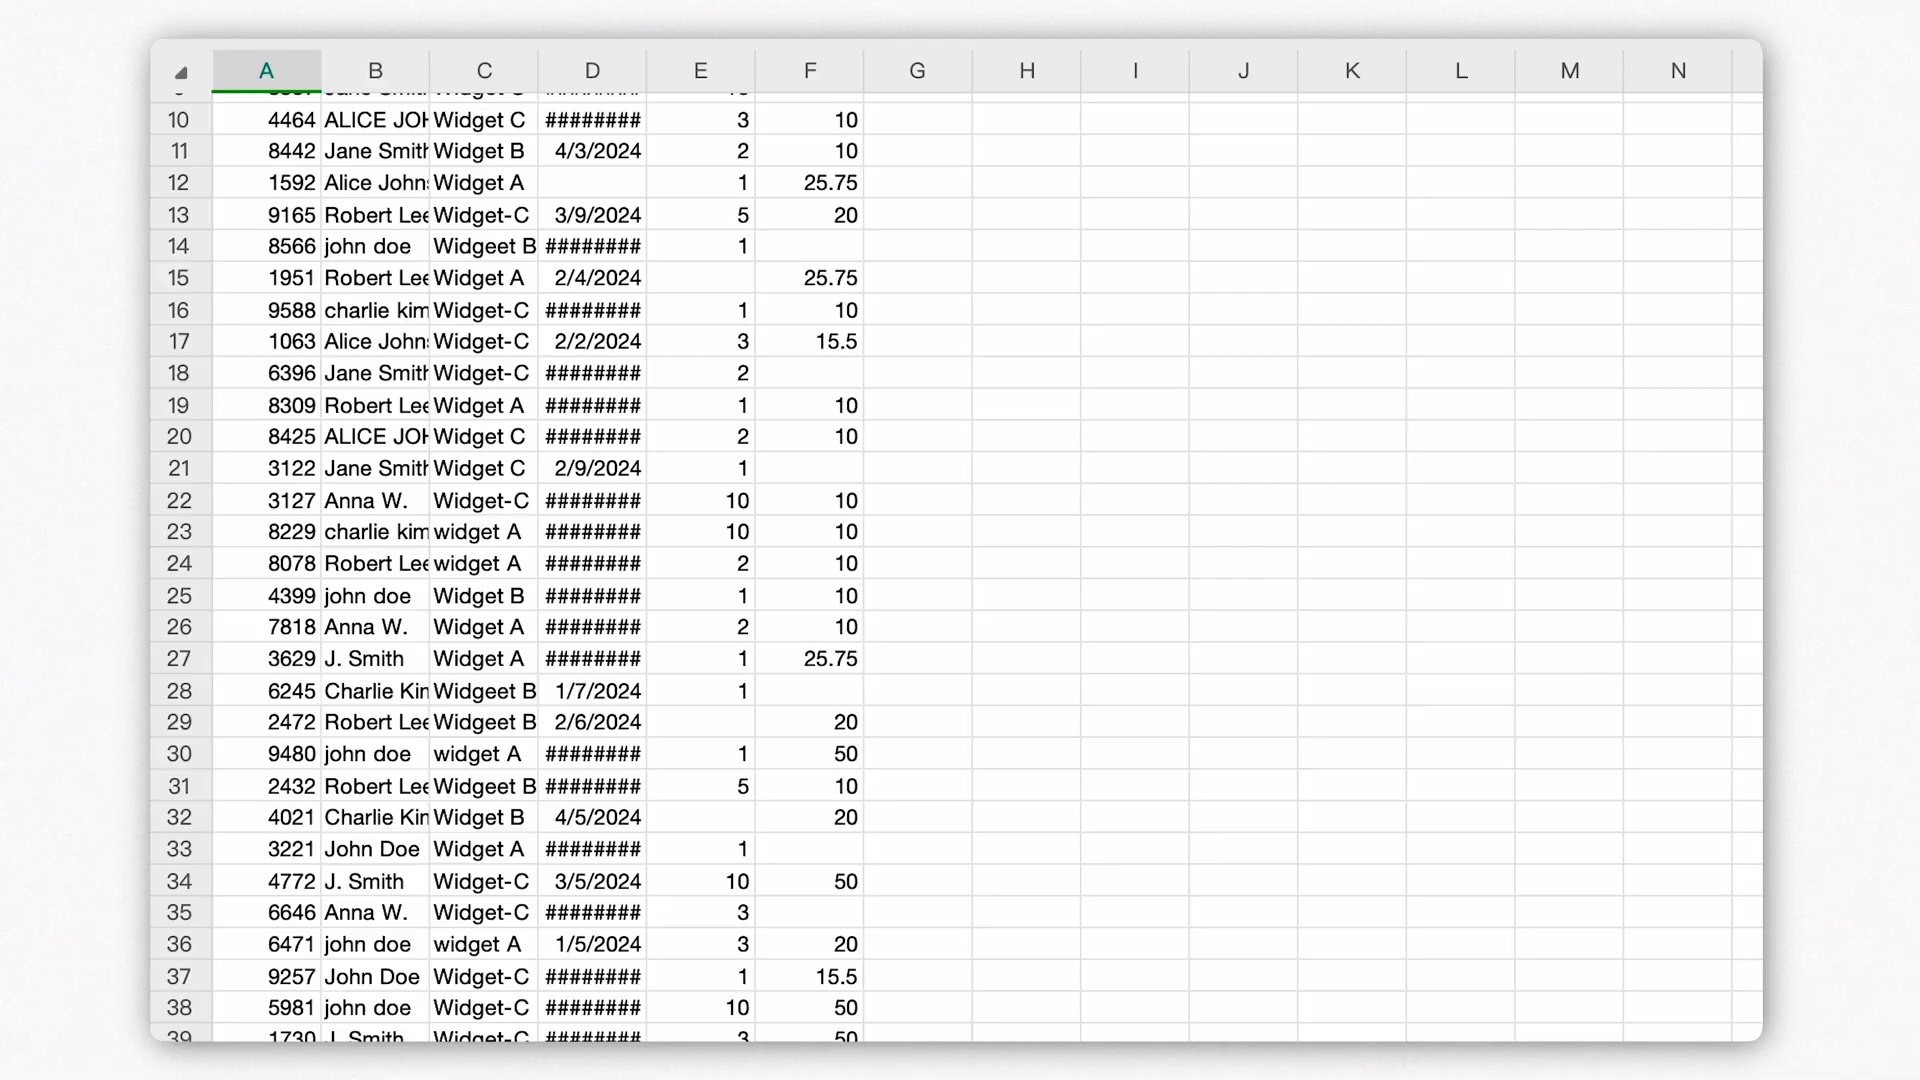 A B C D E F G H I J K L M N
10 4464 ALICE JOH Widget C ######## 3 10
11 8442 Jane Smith Widget B 4/3/2024 2 10
12 1592 Alice Johns Widget A 1 25.75
13 9165 Robert Lee Widget-C 3/9/2024 5 20
14 8566 john doe Widgeet B ######## 1
15 1951 Robert Lee Widget A 2/4/2024 25.75
16 9588 charlie kim Widget-C ######## 1 10
17 1063 Alice Johns Widget-C 2/2/2024 3 15.5
18 6396 Jane Smith Widget-C ######## 2
19 8309 Robert Lee Widget A ######## 1 10
20 8425 ALICE JOH Widget C ######## 2 10
21 3122 Jane Smith Widget C 2/9/2024 1
22 3127 Anna W. Widget-C ######## 10 10
23 8229 charlie kim widget A ######## 10 10
24 8078 Robert Lee widget A ######## 2 10
25 4399 john doe Widget B ######## 1 10
26 7818 Anna W. Widget A ######## 2 10
27 3629 J. Smith Widget A ######## 1 25.75
28 6245 Charlie Kin Widgeet B 1/7/2024 1
29 2472 Robert Lee Widgeet B 2/6/2024 20
30 9480 john doe widget A ######## 1 50
31 2432 Robert Lee Widgeet B ######## 5 10
32 4021 Charlie Kin Widget B 4/5/2024 20
33 3221 John Doe Widget A ######## 1
34 4772 J. Smith Widget-C 3/5/2024 10 50
35 6646 Anna W. Widget-C ######## 3
36 6471 john doe widget A 1/5/2024 3 20
37 9257 John Doe Widget-C ######## 1 15.5
38 5981 john doe Widget-C ######## 10 50
39 1730 J. Smith Widget-C ######## 3 50